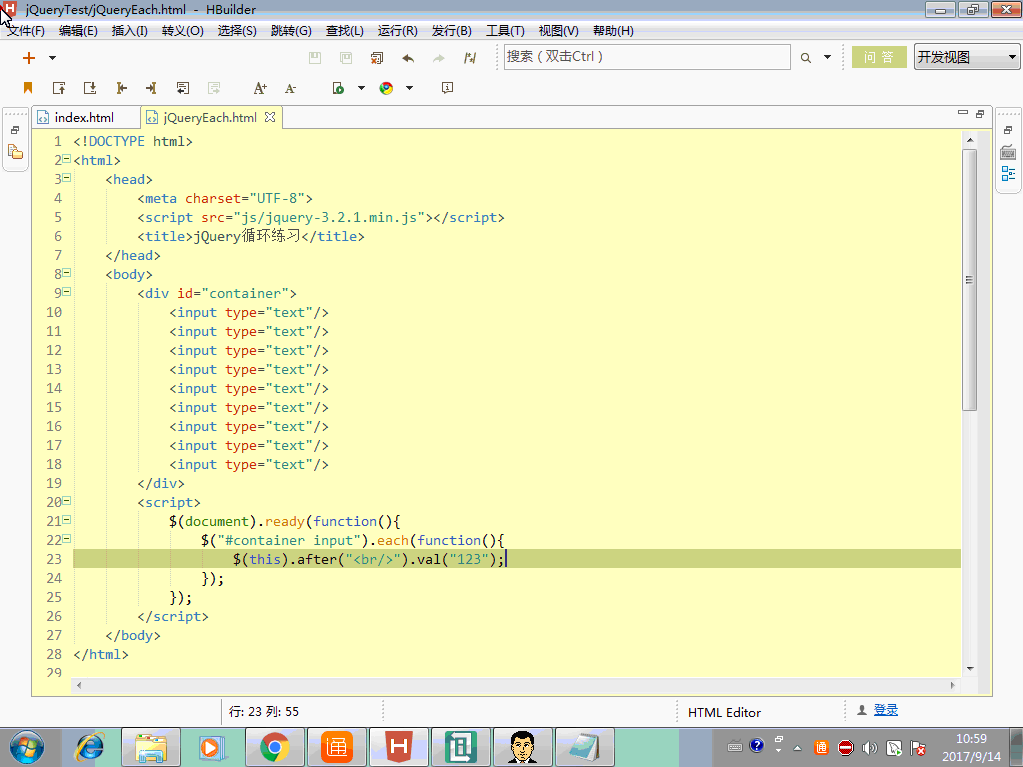 jQueryTest/jQueryEach.html - HBuilder
文件(F) 编辑(E) 插入(I) 转义(O) 选择(S) 跳转(G) 查找(L) 运行(R) 发行(B) 工具(T) 视图(V) 帮助(H)
搜索（双击Ctrl） 问 答 开发视图
A+ A-
index.html jQueryEach.html
1 <!DOCTYPE html>
2 <html>
3 <head>
4 <meta charset="UTF-8">
5 <script src="js/jquery-3.2.1.min.js"></script>
6 <title>jQuery循环练习</title>
7 </head>
8 <body>
9 <div id="container">
10 <input type="text"/>
11 <input type="text"/>
12 <input type="text"/>
13 <input type="text"/>
14 <input type="text"/>
15 <input type="text"/>
16 <input type="text"/>
17 <input type="text"/>
18 <input type="text"/>
19 </div>
20 <script>
21 $(document).ready(function(){
22 $("#container input").each(function(){
23 $(this).after("<br/>").val("123");
24 });
25 });
26 </script>
27 </body>
28 </html>
29
行: 23 列: 55 HTML Editor 登录
10:59
2017/9/14